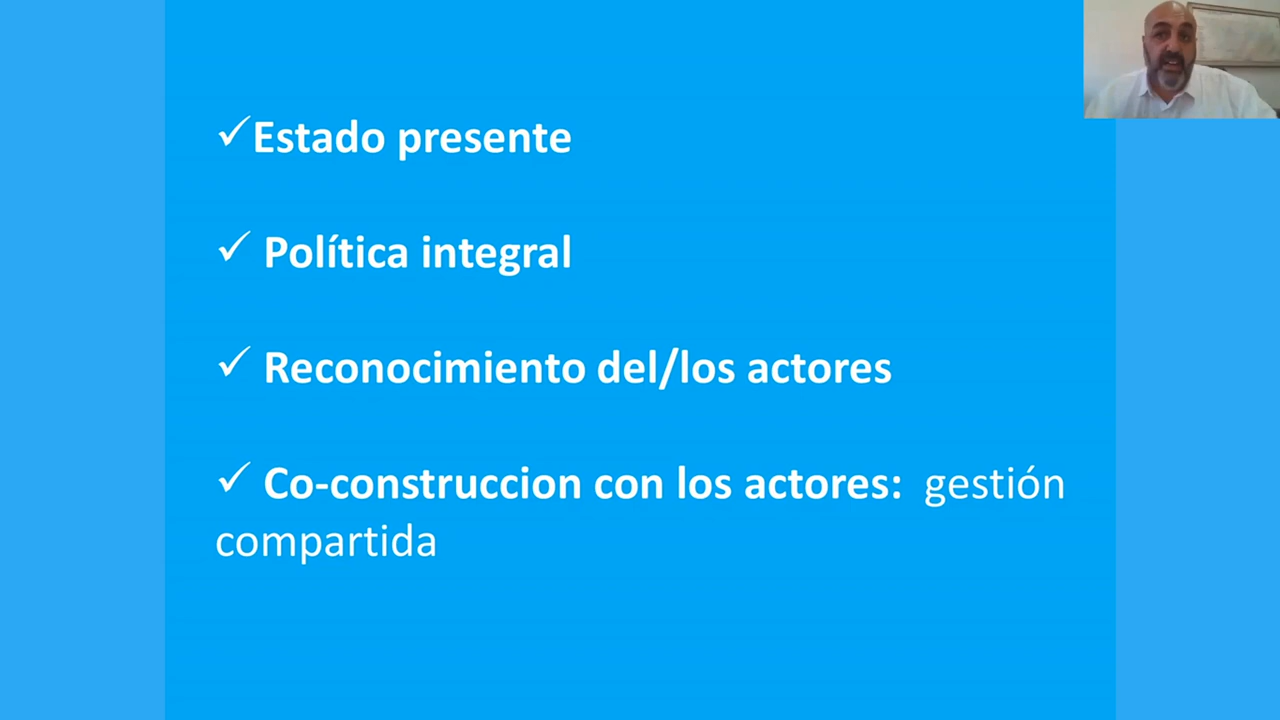 ✓Estado presente
✓ Política integral
✓ Reconocimiento del/los actores
✓ Co-construccion con los actores: gestión
compartida